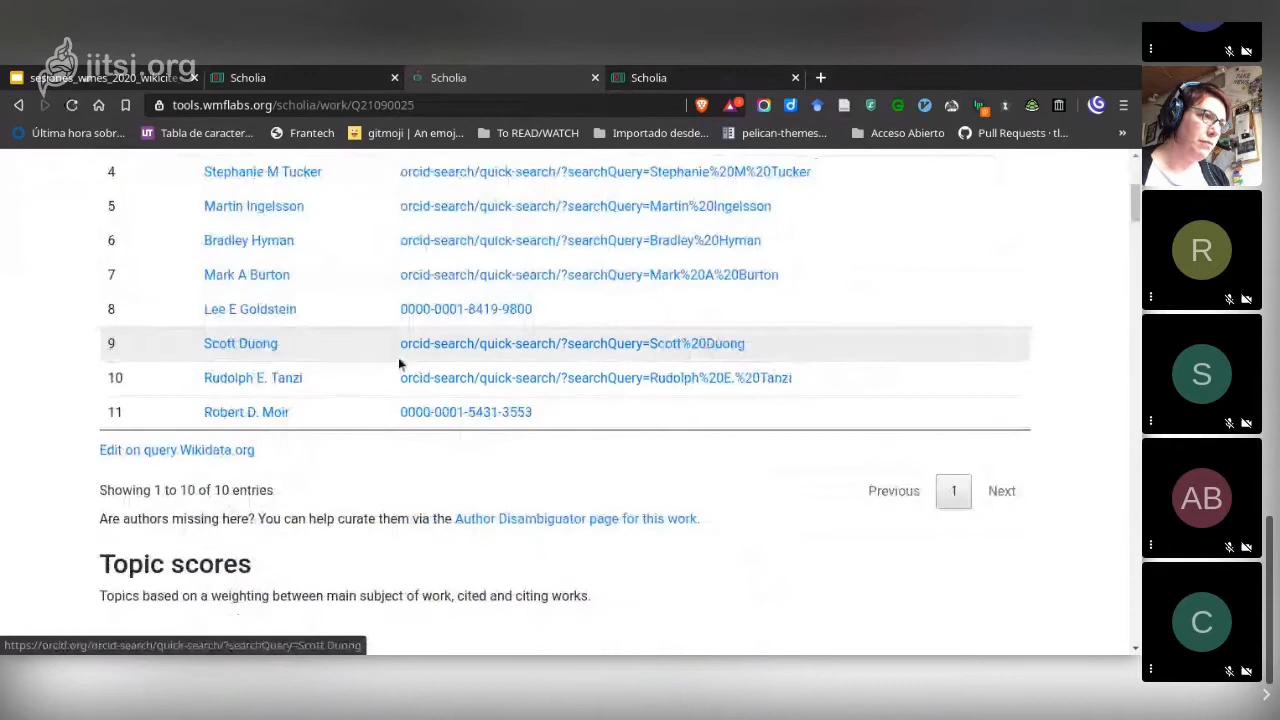 jitsi.org
sesiones_wmes_2020_wikicite
Scholia
Scholia
Scholia
tools.wmflabs.org/scholia/work/Q21090025
Última hora sobr...
Tabla de caracter...
Frantech
gitmoji | An emoj...
To READ/WATCH
Importado desde...
pelican-themes...
Acceso Abierto
Pull Requests · tl...
4 Stephanie M Tucker orcid-search/quick-search/?searchQuery=Stephanie%20M%20Tucker
5 Martin Ingelsson orcid-search/quick-search/?searchQuery=Martin%20Ingelsson
6 Bradley Hyman orcid-search/quick-search/?searchQuery=Bradley%20Hyman
7 Mark A Burton orcid-search/quick-search/?searchQuery=Mark%20A%20Burton
8 Lee E Goldstein 0000-0001-8419-9800
9 Scott Duong orcid-search/quick-search/?searchQuery=Scott%20Duong
10 Rudolph E. Tanzi orcid-search/quick-search/?searchQuery=Rudolph%20E.%20Tanzi
11 Robert D. Moir 0000-0001-5431-3553
Edit on query.Wikidata.org
Showing 1 to 10 of 10 entries
Previous 1 Next
Are authors missing here? You can help curate them via the Author Disambiguator page for this work.
Topic scores
Topics based on a weighting between main subject of work, cited and citing works.
https://orcid.org/orcid-search/quick-search/?searchQuery=Scott Duong
R
S
AB
C